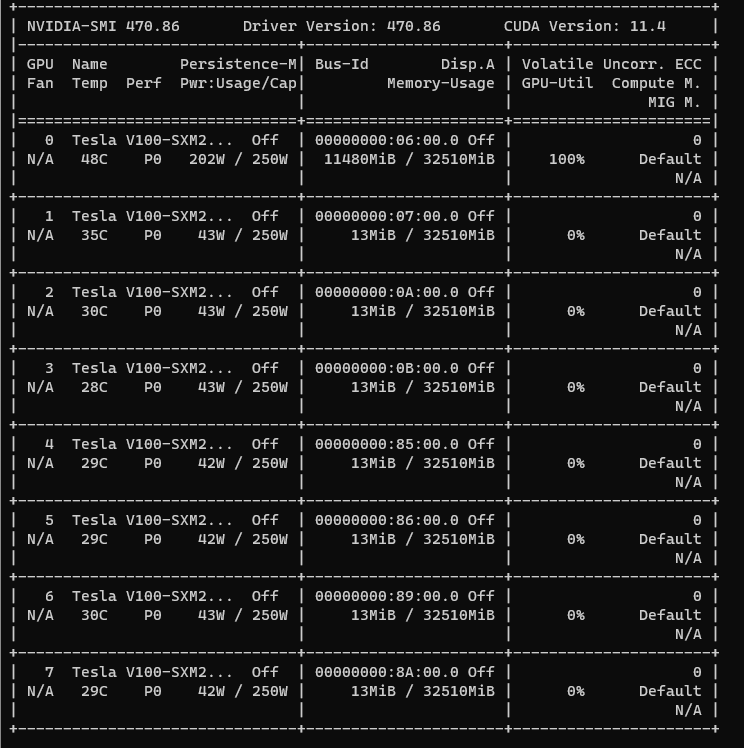 +-----------------------------------------------------------------------------+
| NVIDIA-SMI 470.86       Driver Version: 470.86       CUDA Version: 11.4     |
|-------------------------------+----------------------+----------------------+
| GPU  Name        Persistence-M| Bus-Id        Disp.A | Volatile Uncorr. ECC |
| Fan  Temp  Perf  Pwr:Usage/Cap|         Memory-Usage | GPU-Util  Compute M. |
|                               |                      |               MIG M. |
|===============================+======================+======================|
|   0  Tesla V100-SXM2...  Off  | 00000000:06:00.0 Off |                    0 |
| N/A   48C    P0   202W / 250W |  11480MiB / 32510MiB |    100%      Default |
|                               |                      |                  N/A |
+-------------------------------+----------------------+----------------------+
|   1  Tesla V100-SXM2...  Off  | 00000000:07:00.0 Off |                    0 |
| N/A   35C    P0    43W / 250W |     13MiB / 32510MiB |      0%      Default |
|                               |                      |                  N/A |
+-------------------------------+----------------------+----------------------+
|   2  Tesla V100-SXM2...  Off  | 00000000:0A:00.0 Off |                    0 |
| N/A   30C    P0    43W / 250W |     13MiB / 32510MiB |      0%      Default |
|                               |                      |                  N/A |
+-------------------------------+----------------------+----------------------+
|   3  Tesla V100-SXM2...  Off  | 00000000:0B:00.0 Off |                    0 |
| N/A   28C    P0    43W / 250W |     13MiB / 32510MiB |      0%      Default |
|                               |                      |                  N/A |
+-------------------------------+----------------------+----------------------+
|   4  Tesla V100-SXM2...  Off  | 00000000:85:00.0 Off |                    0 |
| N/A   29C    P0    42W / 250W |     13MiB / 32510MiB |      0%      Default |
|                               |                      |                  N/A |
+-------------------------------+----------------------+----------------------+
|   5  Tesla V100-SXM2...  Off  | 00000000:86:00.0 Off |                    0 |
| N/A   29C    P0    42W / 250W |     13MiB / 32510MiB |      0%      Default |
|                               |                      |                  N/A |
+-------------------------------+----------------------+----------------------+
|   6  Tesla V100-SXM2...  Off  | 00000000:89:00.0 Off |                    0 |
| N/A   30C    P0    43W / 250W |     13MiB / 32510MiB |      0%      Default |
|                               |                      |                  N/A |
+-------------------------------+----------------------+----------------------+
|   7  Tesla V100-SXM2...  Off  | 00000000:8A:00.0 Off |                    0 |
| N/A   29C    P0    42W / 250W |     13MiB / 32510MiB |      0%      Default |
|                               |                      |                  N/A |
+-------------------------------+----------------------+----------------------+